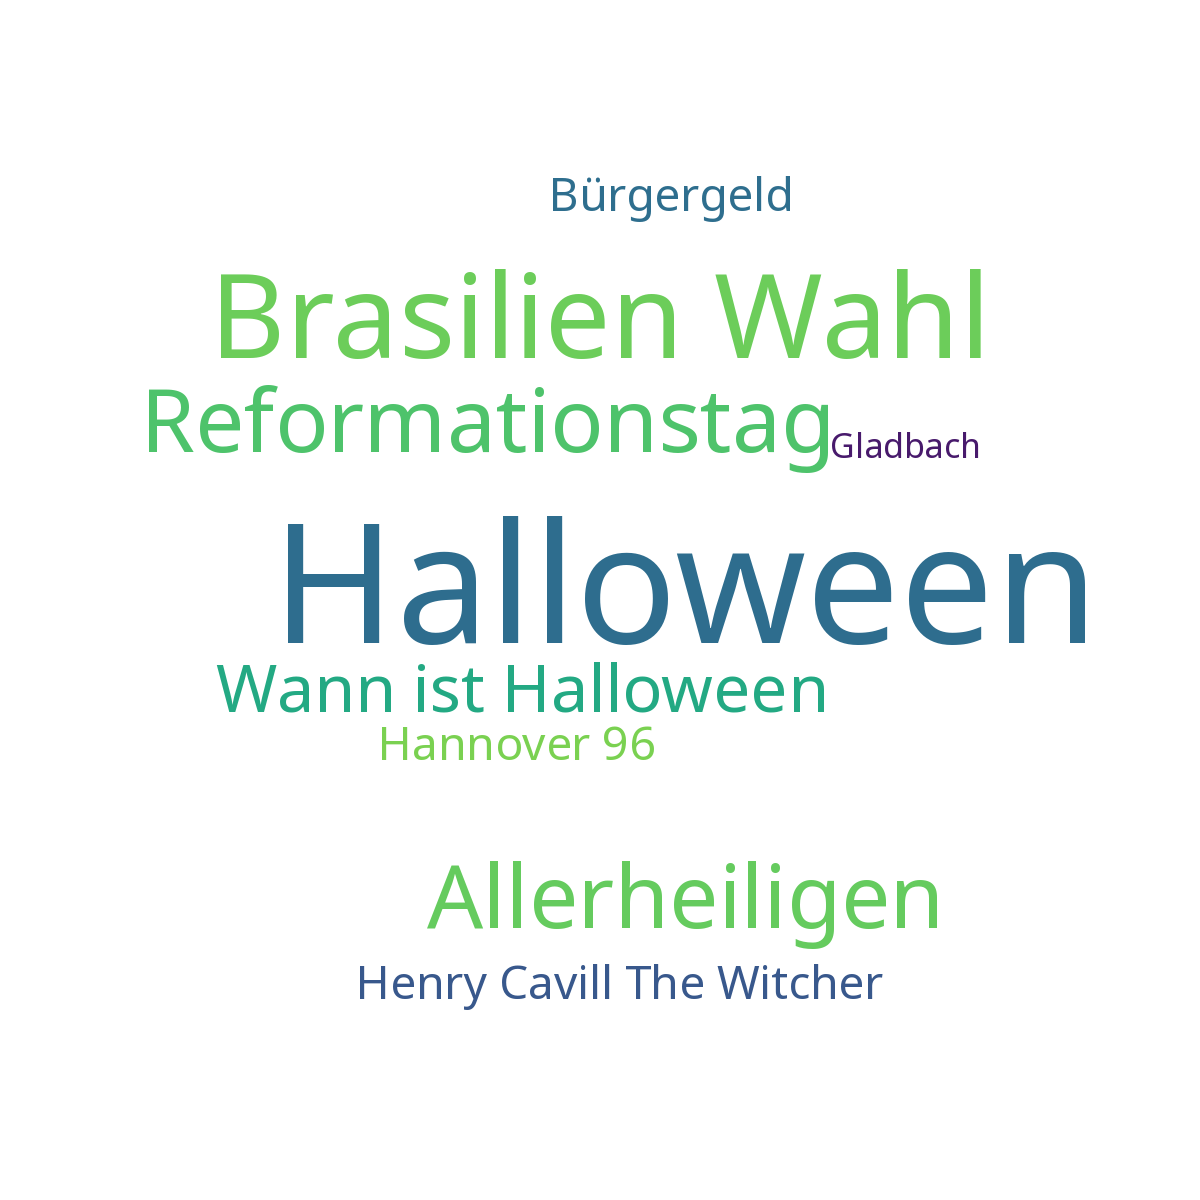 Bürgergeld
Brasilien Wahl
Reformationstag
Gladbach
Halloween
Wann ist Halloween
Hannover 96
Allerheiligen
Henry Cavill The Witcher